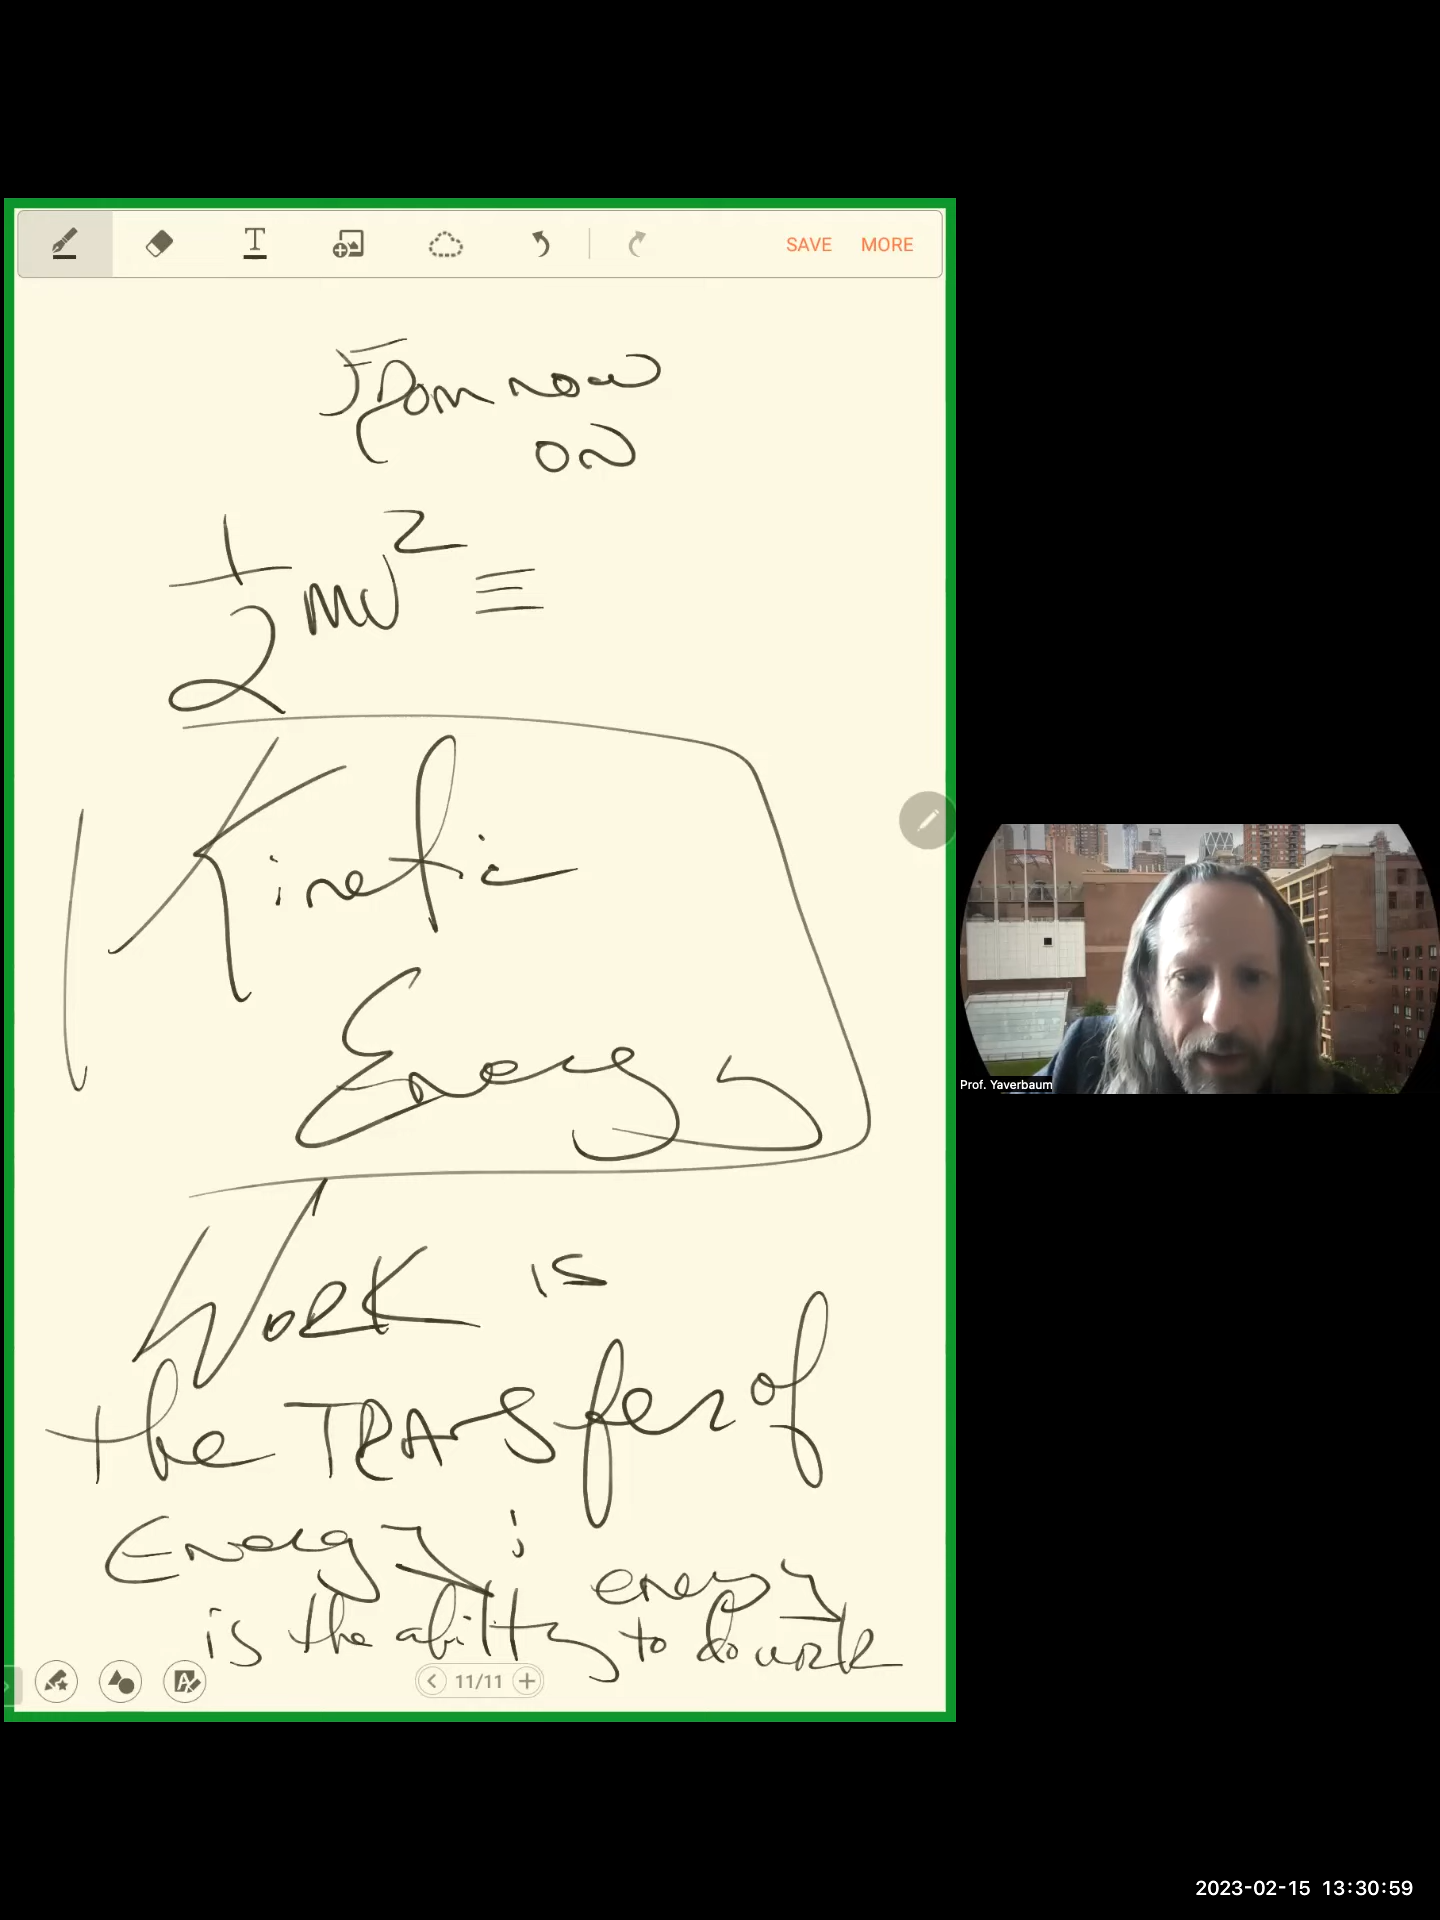 T
SAVE MORE
From now
on
1/2 mv² ≡
Kinetic
Energy
Work is
the TRANsfer of
Energy; energy
is the ability to do work
11/11
Prof. Yaverbaum
2023-02-15 13:30:59